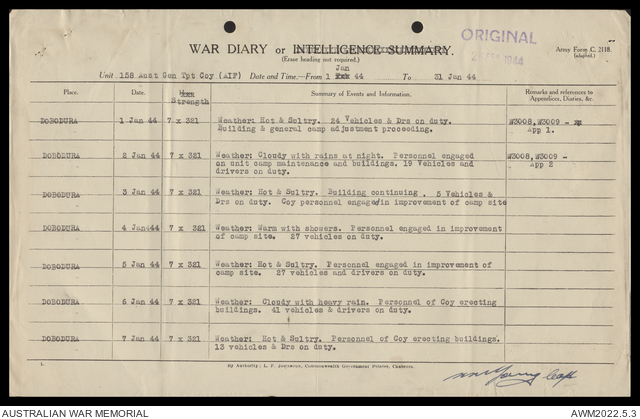 ORIGINAL
WAR DIARY or INTELLIGENCE SUMMARY.
(Erase heading not required.)
Army Form C. 2118.
(adapted.)
Unit 158 Aust Gen Tpt Coy (AIF) Date and Time.—From 1 Jan 44 To 31 Jan 44
Place. Date. Strength Summary of Events and Information. Remarks and references to
Appendices, Diaries, &c.
DOBODURA 1 Jan 44 7 x 321 Weather: Hot & Sultry. 24 Vehicles & Drs on duty. W3008, W3009 -
Building & general camp adjustment proceeding. App 1.
DOBODURA 2 Jan 44 7 x 321 Weather: Cloudy with rains at night. Personnel engaged W3008, W3009 -
on unit camp maintenance and buildings. 19 Vehicles and App 2
drivers on duty.
DOBODURA 3 Jan 44 7 x 321 Weather: Hot & Sultry. Building continuing. 5 Vehicles &
Drs on duty. Coy personnel engaged in improvement of camp site
DOBODURA 4 Jan 44 7 x 321 Weather: Warm with showers. Personnel engaged in improvement
of camp site. 27 vehicles on duty.
DOBODURA 5 Jan 44 7 x 321 Weather: Hot & Sultry. Personnel engaged in improvement of
camp site. 27 vehicles and drivers on duty.
DOBODURA 6 Jan 44 7 x 321 Weather: Cloudy with heavy rain. Personnel of Coy erecting
buildings. 41 vehicles & drivers on duty.
DOBODURA 7 Jan 44 7 x 321 Weather: Hot & Sultry. Personnel of Coy erecting buildings.
13 vehicles & Drs on duty.
By Authority: L. F. Johnston, Commonwealth Government Printer, Canberra.
Young Capt
AUSTRALIAN WAR MEMORIAL AWM2022.5.3